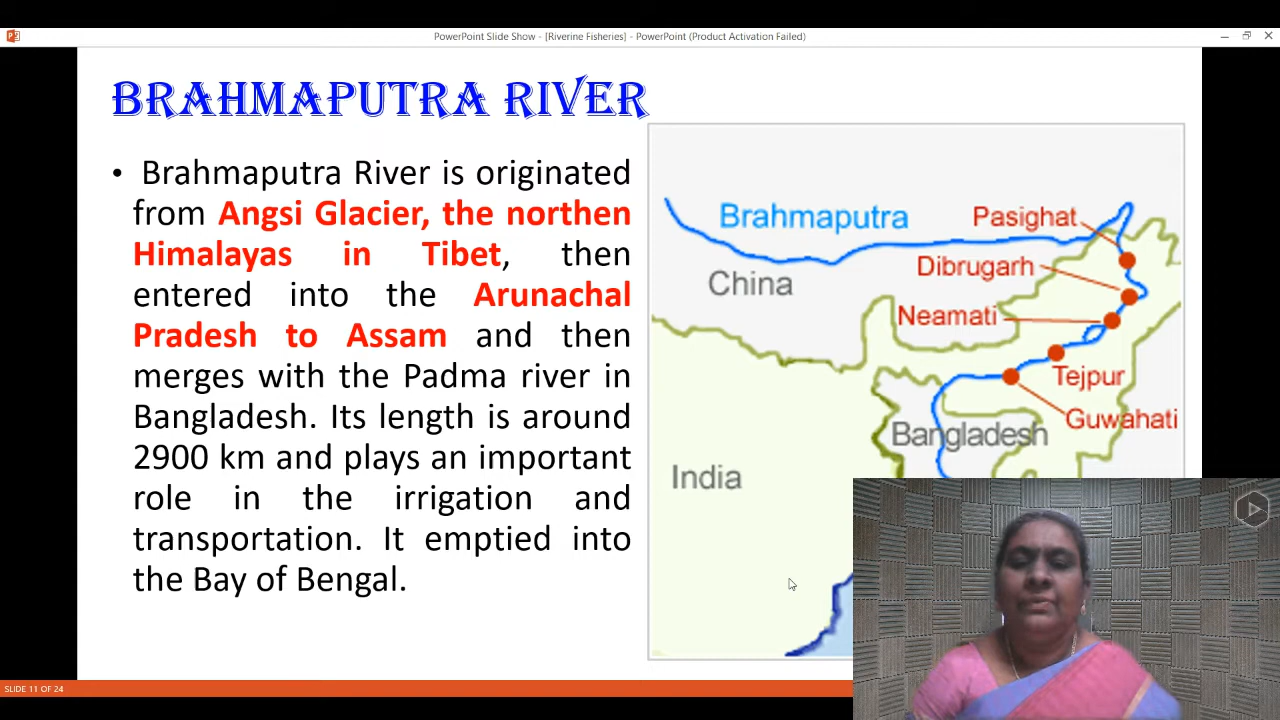 PowerPoint Slide Show - [Riverine Fisheries] - PowerPoint (Product Activation Failed)
BRAHMAPUTRA RIVER
• Brahmaputra River is originated
from Angsi Glacier, the northen
Himalayas in Tibet, then
entered into the Arunachal
Pradesh to Assam and then
merges with the Padma river in
Bangladesh. Its length is around
2900 km and plays an important
role in the irrigation and
transportation. It emptied into
the Bay of Bengal.
Brahmaputra
Pasighat
Dibrugarh
China
Neamati
Tejpur
Guwahati
Bangladesh
India
SLIDE 11 OF 24